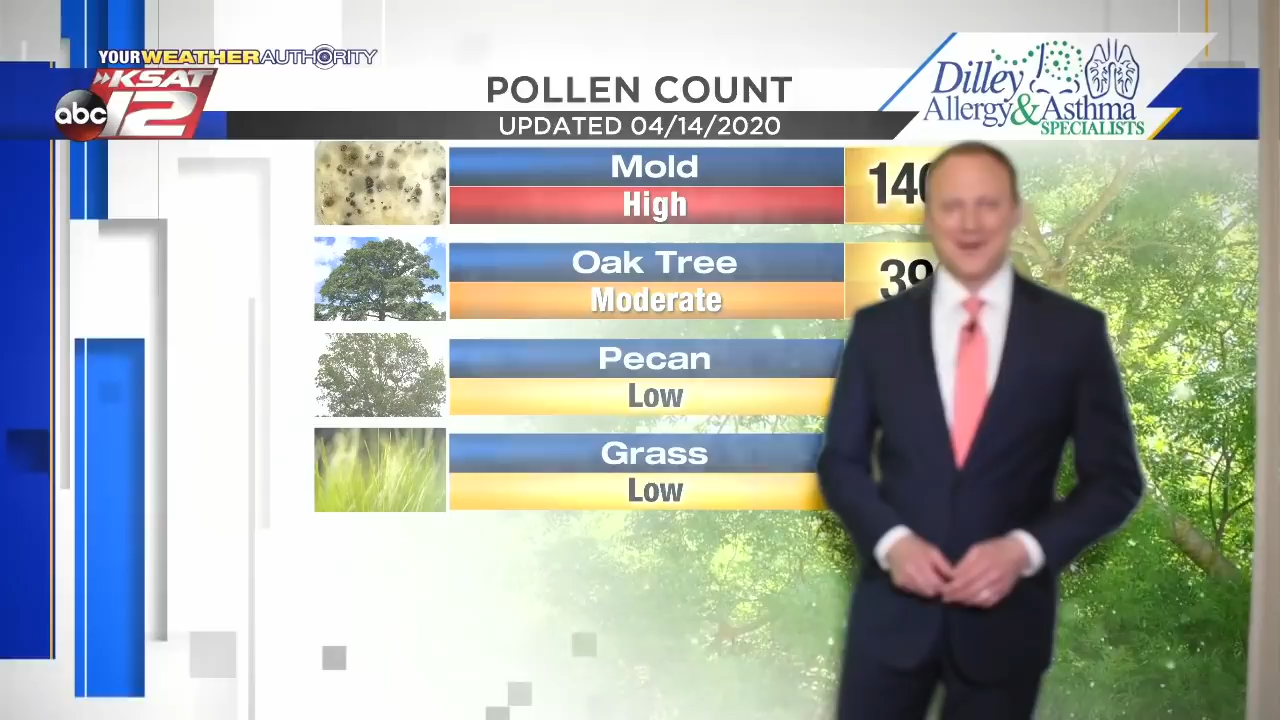 YOUR WEATHER AUTHORITY
KSAT
abc 12
POLLEN COUNT
UPDATED 04/14/2020
Dilley
Allergy & Asthma
SPECIALISTS
Mold
High
Oak Tree
Moderate
Pecan
Low
Grass
Low